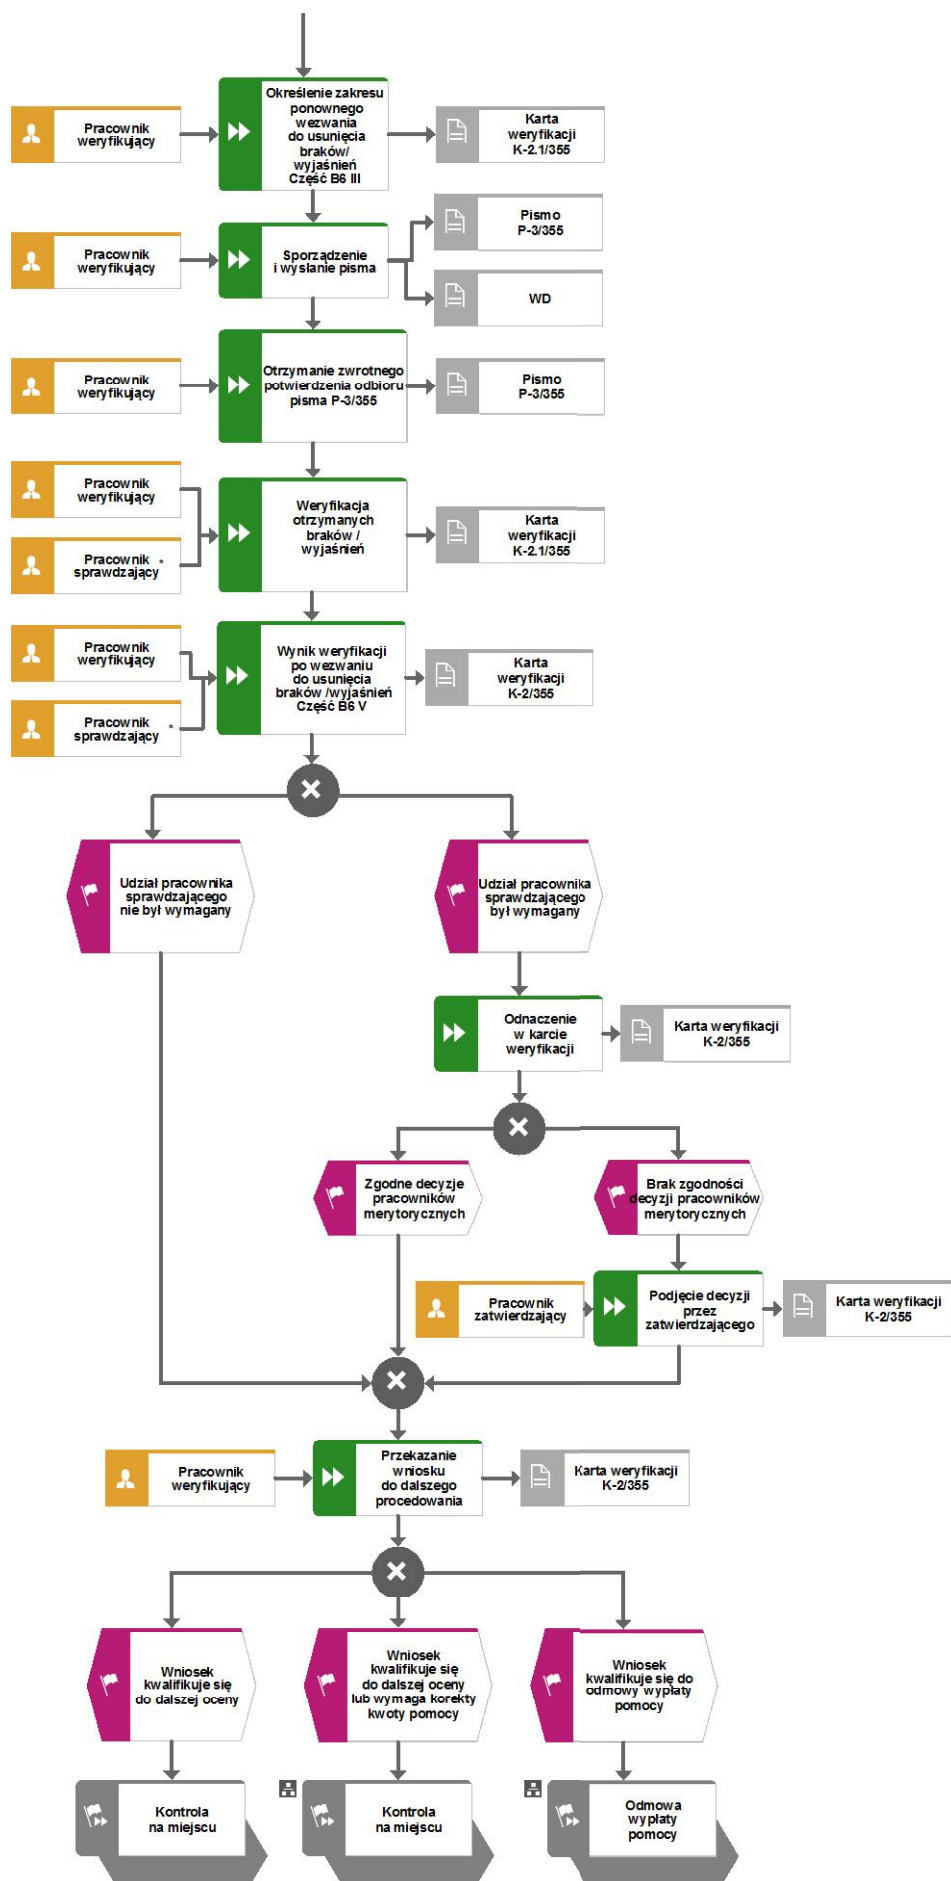 Pracownik
weryfikujący
Określenie zakresu
ponownego
wezwania
do usunięcia
braków/
wyjaśnień
Część B6 III
Karta
weryfikacji
K-2.1/355
Pracownik
weryfikujący
Sporządzenie
i wysłanie pisma
Pismo
P-3/355
WD
Pracownik
weryfikujący
Otrzymanie zwrotnego
potwierdzenia odbioru
pisma P-3/355
Pismo
P-3/355
Pracownik
weryfikujący
Pracownik
sprawdzający *
Weryfikacja
otrzymanych
braków /
wyjaśnień
Karta
weryfikacji
K-2.1/355
Pracownik
weryfikujący
Pracownik
sprawdzający *
Wynik weryfikacji
po wezwaniu
do usunięcia
braków /wyjaśnień
Część B6 V
Karta
weryfikacji
K-2/355
Udział pracownika
sprawdzającego
nie był wymagany
Udział pracownika
sprawdzającego
był wymagany
Odnaczenie
w karcie
weryfikacji
Karta weryfikacji
K-2/355
Zgodne decyzje
pracowników
merytorycznych
Brak zgodności
decyzji pracowników
merytorycznych
Pracownik
zatwierdzający
Podjęcie decyzji
przez
zatwierdzającego
Karta weryfikacji
K-2/355
Pracownik
weryfikujący
Przekazanie
wniosku
do dalszego
procedowania
Karta weryfikacji
K-2/355
Wniosek
kwalifikuje się
do dalszej oceny
Wniosek
kwalifikuje się
do dalszej oceny
lub wymaga korekty
kwoty pomocy
Wniosek
kwalifikuje się do
odmowy wypłaty
pomocy
Kontrola
na miejscu
Kontrola
na miejscu
Odmowa
wypłaty
pomocy